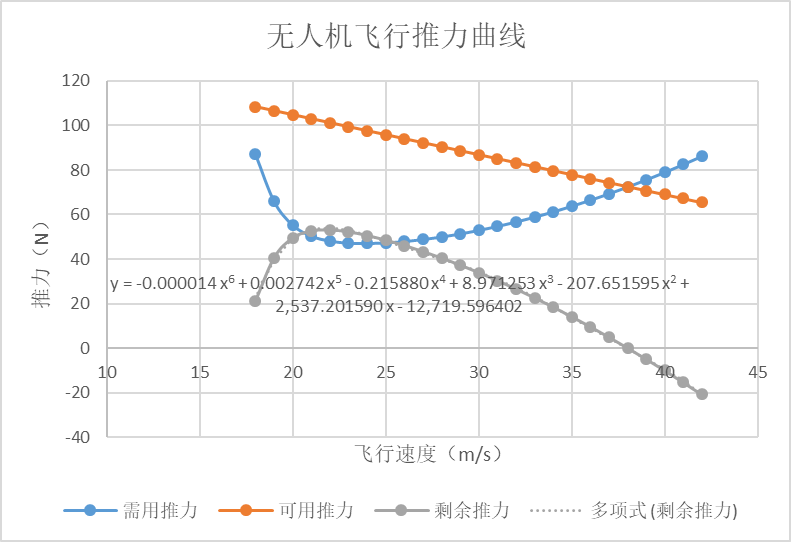 无人机飞行推力曲线
120
100
80
60
40
20
0
-20
-40
推力（N）
y = -0.000014 x⁶ + 0.002742 x⁵ - 0.215880 x⁴ + 8.971253 x³ - 207.651595 x² +
2,537.201590 x - 12,719.596402
10 15 20 25 30 35 40 45
飞行速度（m/s）
需用推力 可用推力 剩余推力 多项式 (剩余推力)